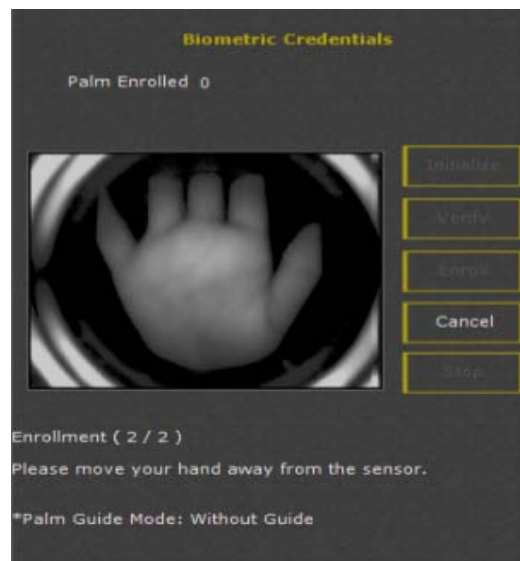 Biometric Credentials
Palm Enrolled 0
Initialize
Verify
Enroll
Cancel
Stop
Enrollment ( 2 / 2 )
Please move your hand away from the sensor.
*Palm Guide Mode: Without Guide